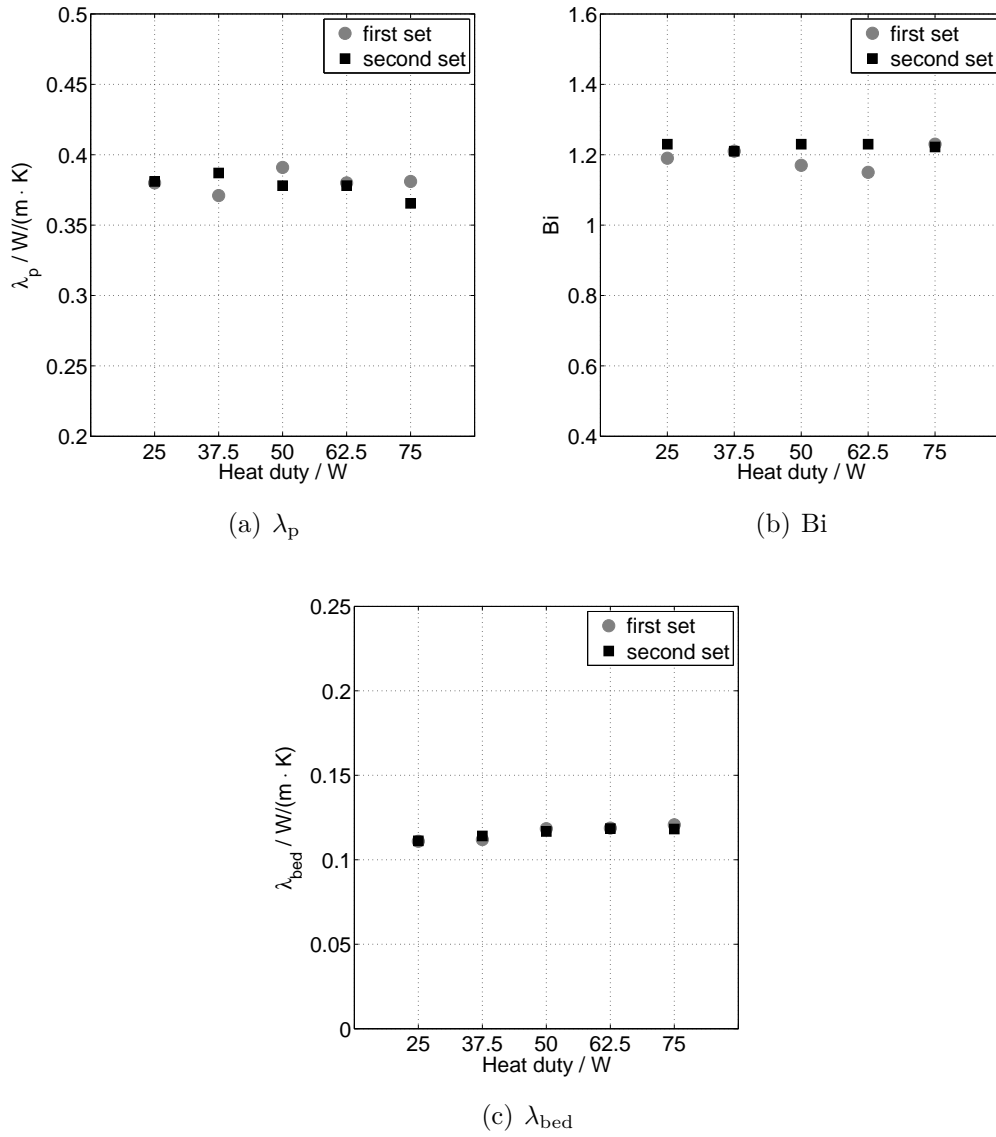 0.5
0.45
0.4
0.35
0.3
0.25
0.2
λp / W/(m · K)
first set
second set
25 37.5 50 62.5 75
Heat duty / W
(a) λp
1.6
1.4
1.2
1
0.8
0.6
0.4
Bi
first set
second set
25 37.5 50 62.5 75
Heat duty / W
(b) Bi
0.25
0.2
0.15
0.1
0.05
0
λbed / W/(m · K)
first set
second set
25 37.5 50 62.5 75
Heat duty / W
(c) λbed